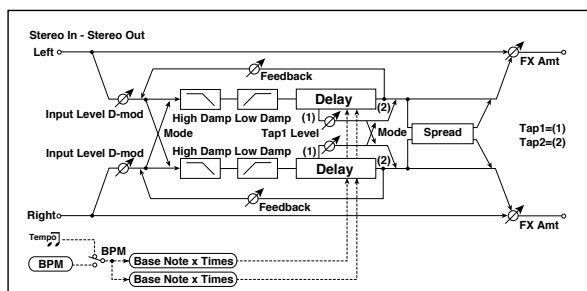 Stereo In - Stereo Out
Left
FX Amt
Feedback
Input Level D-mod
High Damp Low Damp
Delay
(1)
(2)
Tap1 Level
Mode
Mode
Spread
Tap1=(1)
Tap2=(2)
Input Level D-mod
High Damp Low Damp
(1)
(2)
Delay
Feedback
Right
FX Amt
Tempo
BPM
BPM
Base Note x Times
Base Note x Times